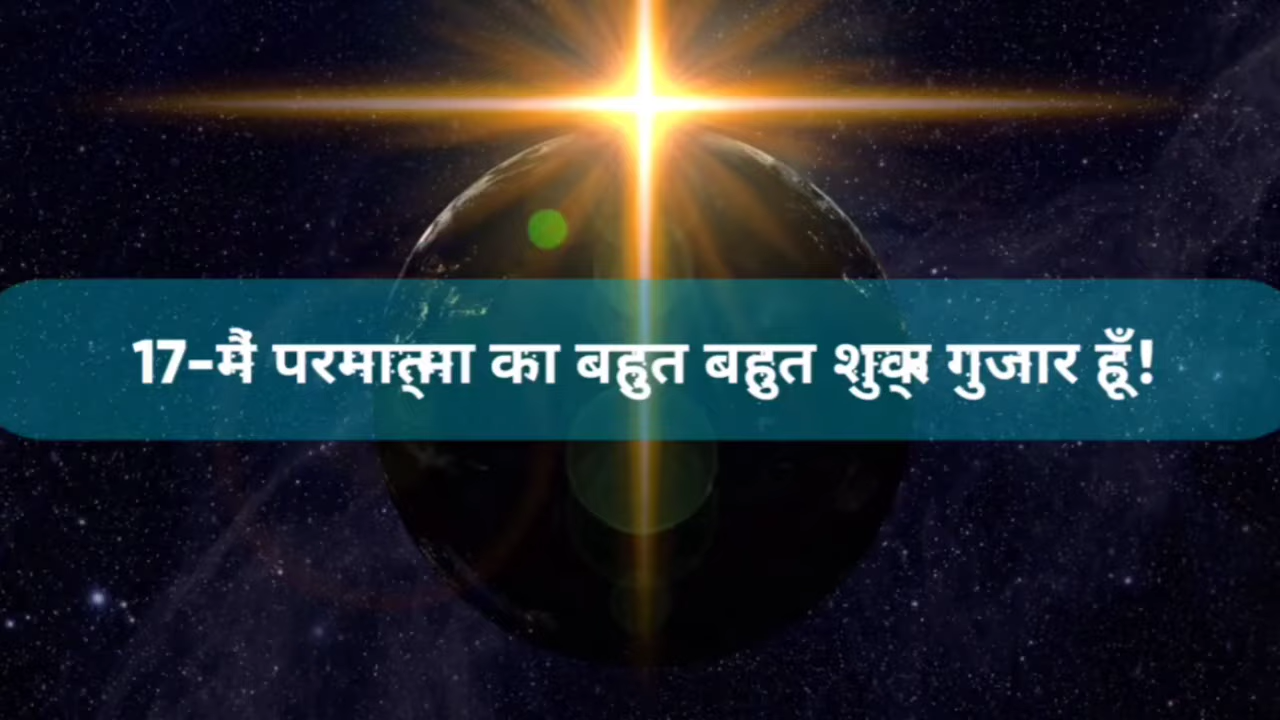 17-मैं परमात्मा का बहुत बहुत शुक्र गुजार हूँ!